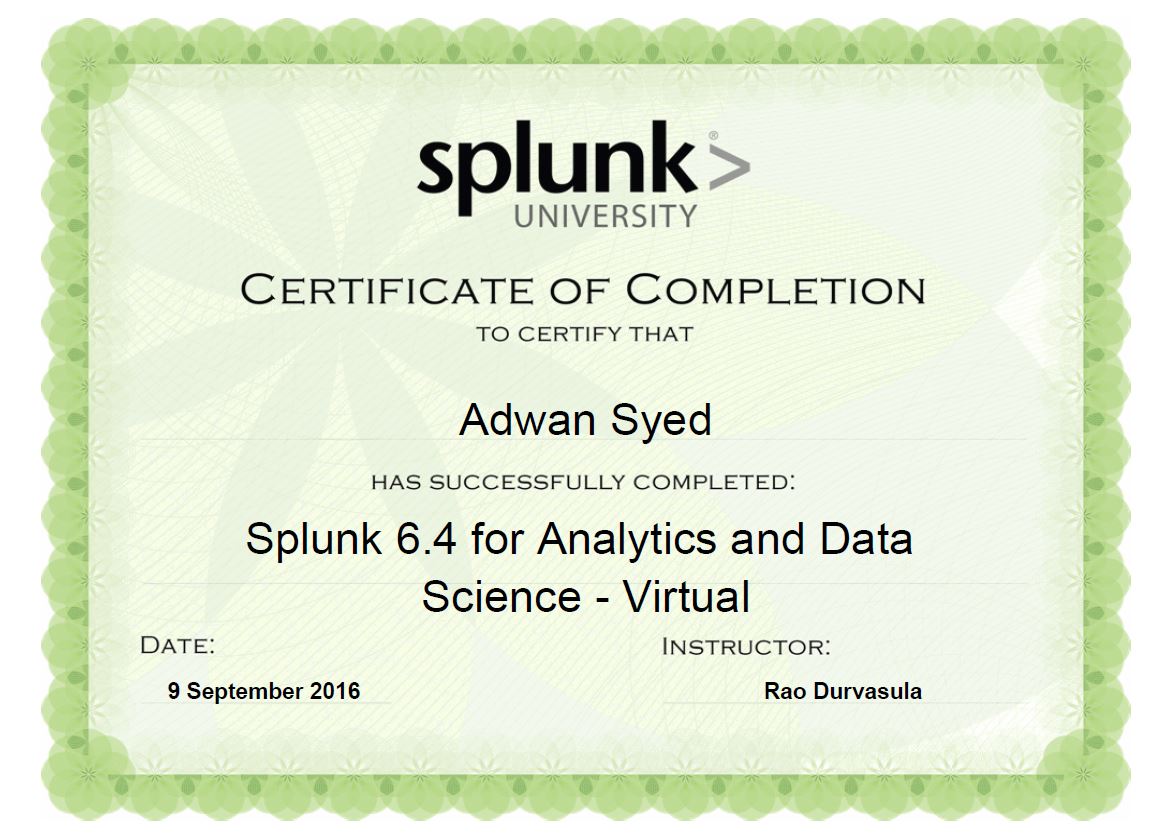 splunk>®
UNIVERSITY
CERTIFICATE OF COMPLETION
TO CERTIFY THAT
Adwan Syed
HAS SUCCESSFULLY COMPLETED:
Splunk 6.4 for Analytics and Data
Science - Virtual
DATE:
INSTRUCTOR:
9 September 2016
Rao Durvasula